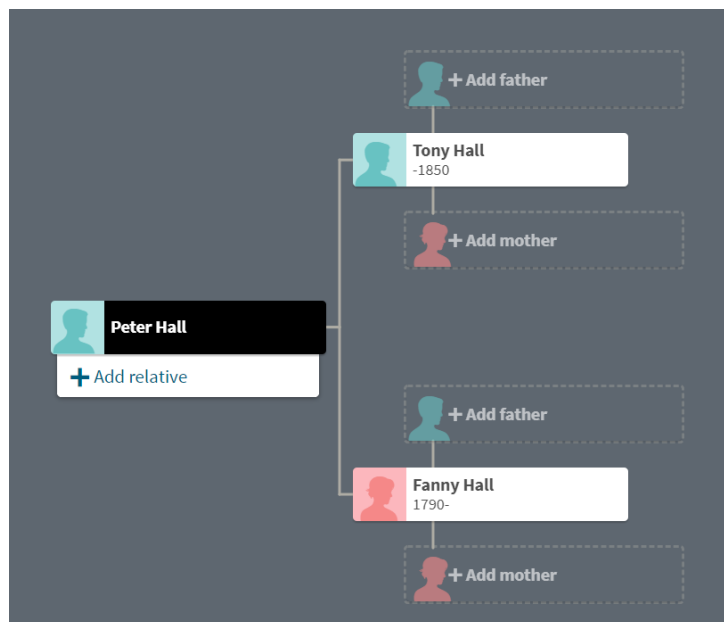 + Add father
Tony Hall
-1850
+ Add mother
Peter Hall
+ Add relative
+ Add father
Fanny Hall
1790-
+ Add mother